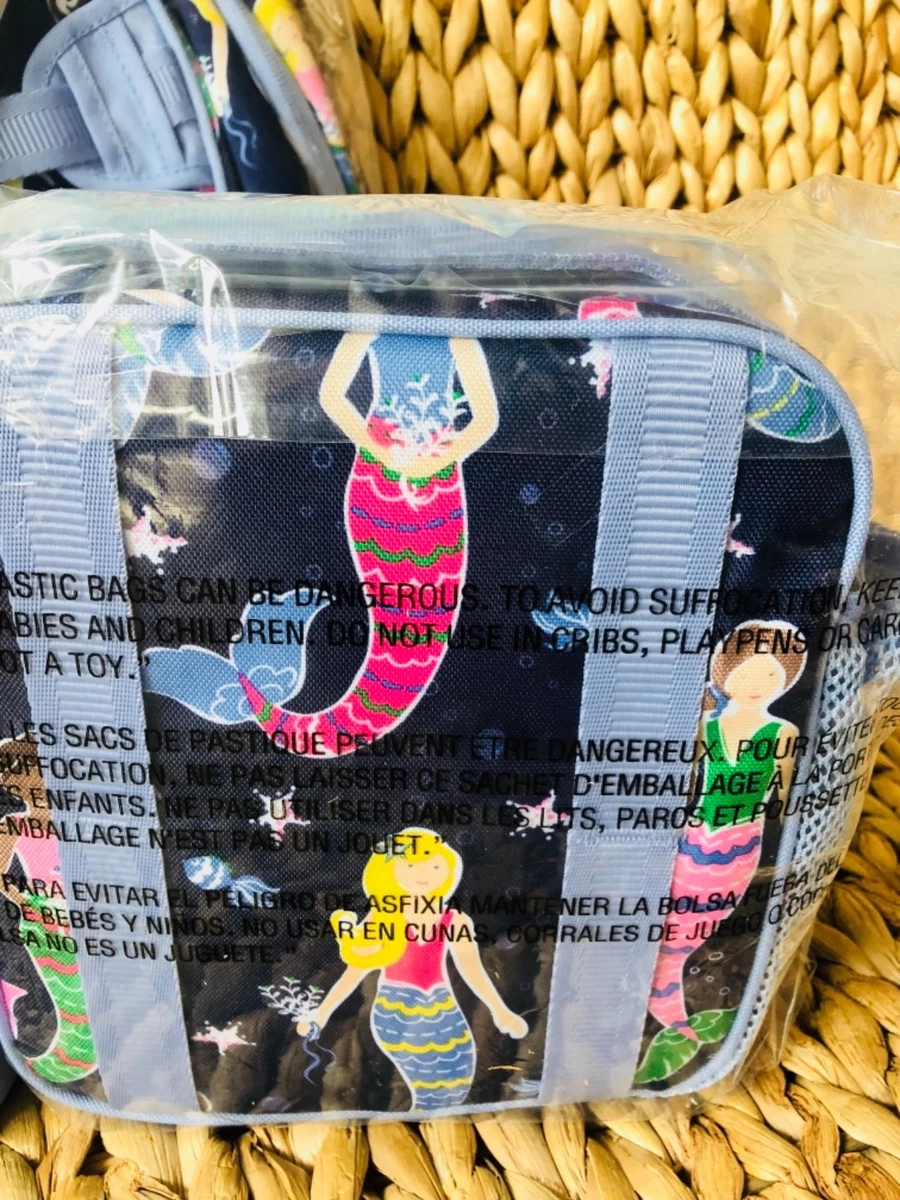 ASTIC BAGS CAN BE DANGEROUS. TO AVOID SUFFOCATION, KEE
ABIES AND CHILDREN. DO NOT USE IN CRIBS, PLAYPENS OR CAR
OT A TOY."
LES SACS DE PASTIQUE PEUVENT ETRE DANGEREUX. POUR ÉVITE
UFFOCATION, NE PAS LAISSER CE SACHET D'EMBALLAGE À LA POR
S ENFANTS. NE PAS UTILISER DANS LES LITS, PARCS ET POUSSETT
EMBALLAGE N'EST PAS UN JOUET."
PARA EVITAR EL PELIGRO DE ASFIXIA MANTENER LA BOLSA FUERA DEL
DE BEBÉS Y NIÑOS. NO USAR EN CUNAS, CORRALES DE JUEGO O
LSA NO ES UN JUGUETE."